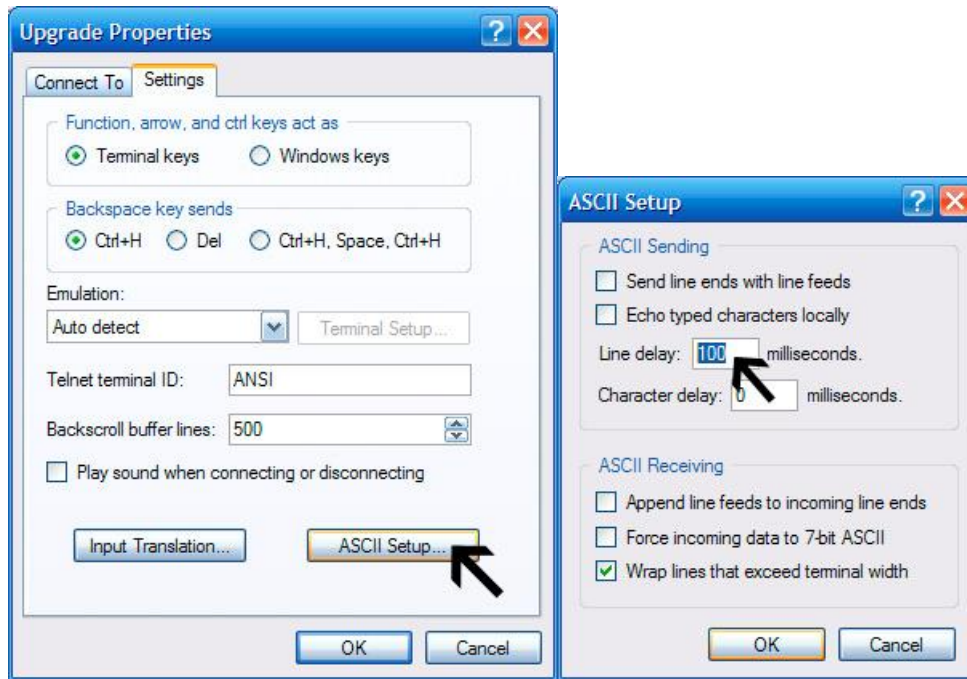 Upgrade Properties
Connect To Settings
Function, arrow, and ctrl keys act as
Terminal keys Windows keys
Backspace key sends
Ctrl+H Del Ctrl+H, Space, Ctrl+H
Emulation:
Auto detect Terminal Setup...
Telnet terminal ID: ANSI
Backscroll buffer lines: 500
Play sound when connecting or disconnecting
Input Translation... ASCII Setup...
OK Cancel
ASCII Setup
ASCII Sending
Send line ends with line feeds
Echo typed characters locally
Line delay: 100 milliseconds.
Character delay: 0 milliseconds.
ASCII Receiving
Append line feeds to incoming line ends
Force incoming data to 7-bit ASCII
Wrap lines that exceed terminal width
OK Cancel